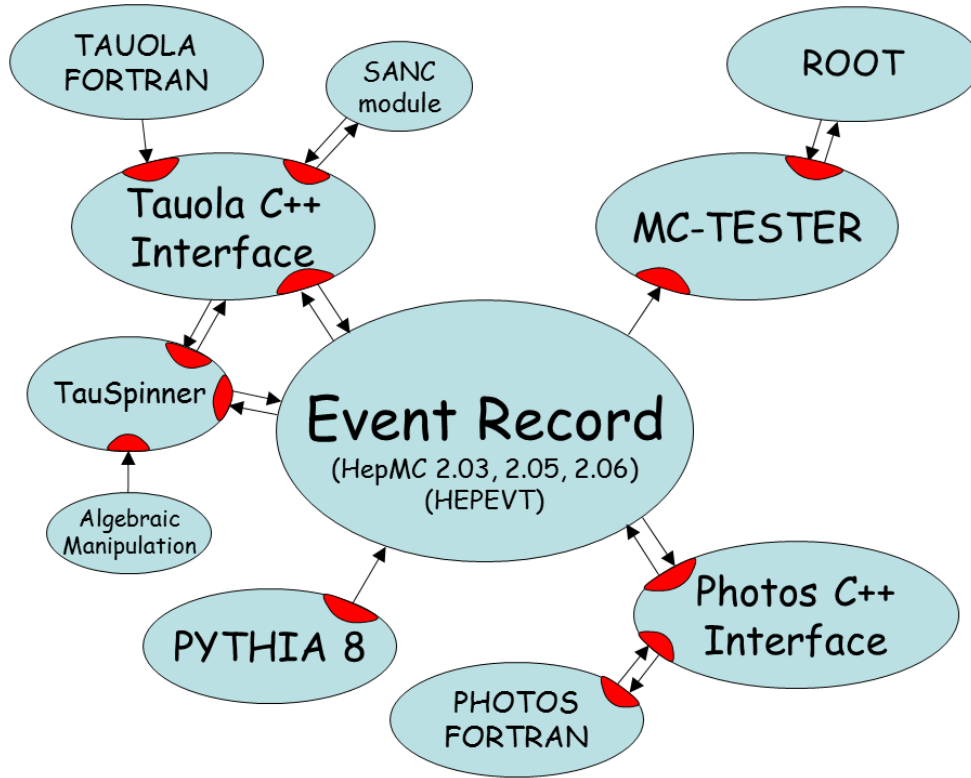 TAUOLA
FORTRAN
SANC
module
ROOT
Tauola C++
Interface
MC-TESTER
TauSpinner
Event Record
(HepMC 2.03, 2.05, 2.06)
(HEPEVT)
Algebraic
Manipulation
PYTHIA 8
Photos C++
Interface
PHOTOS
FORTRAN